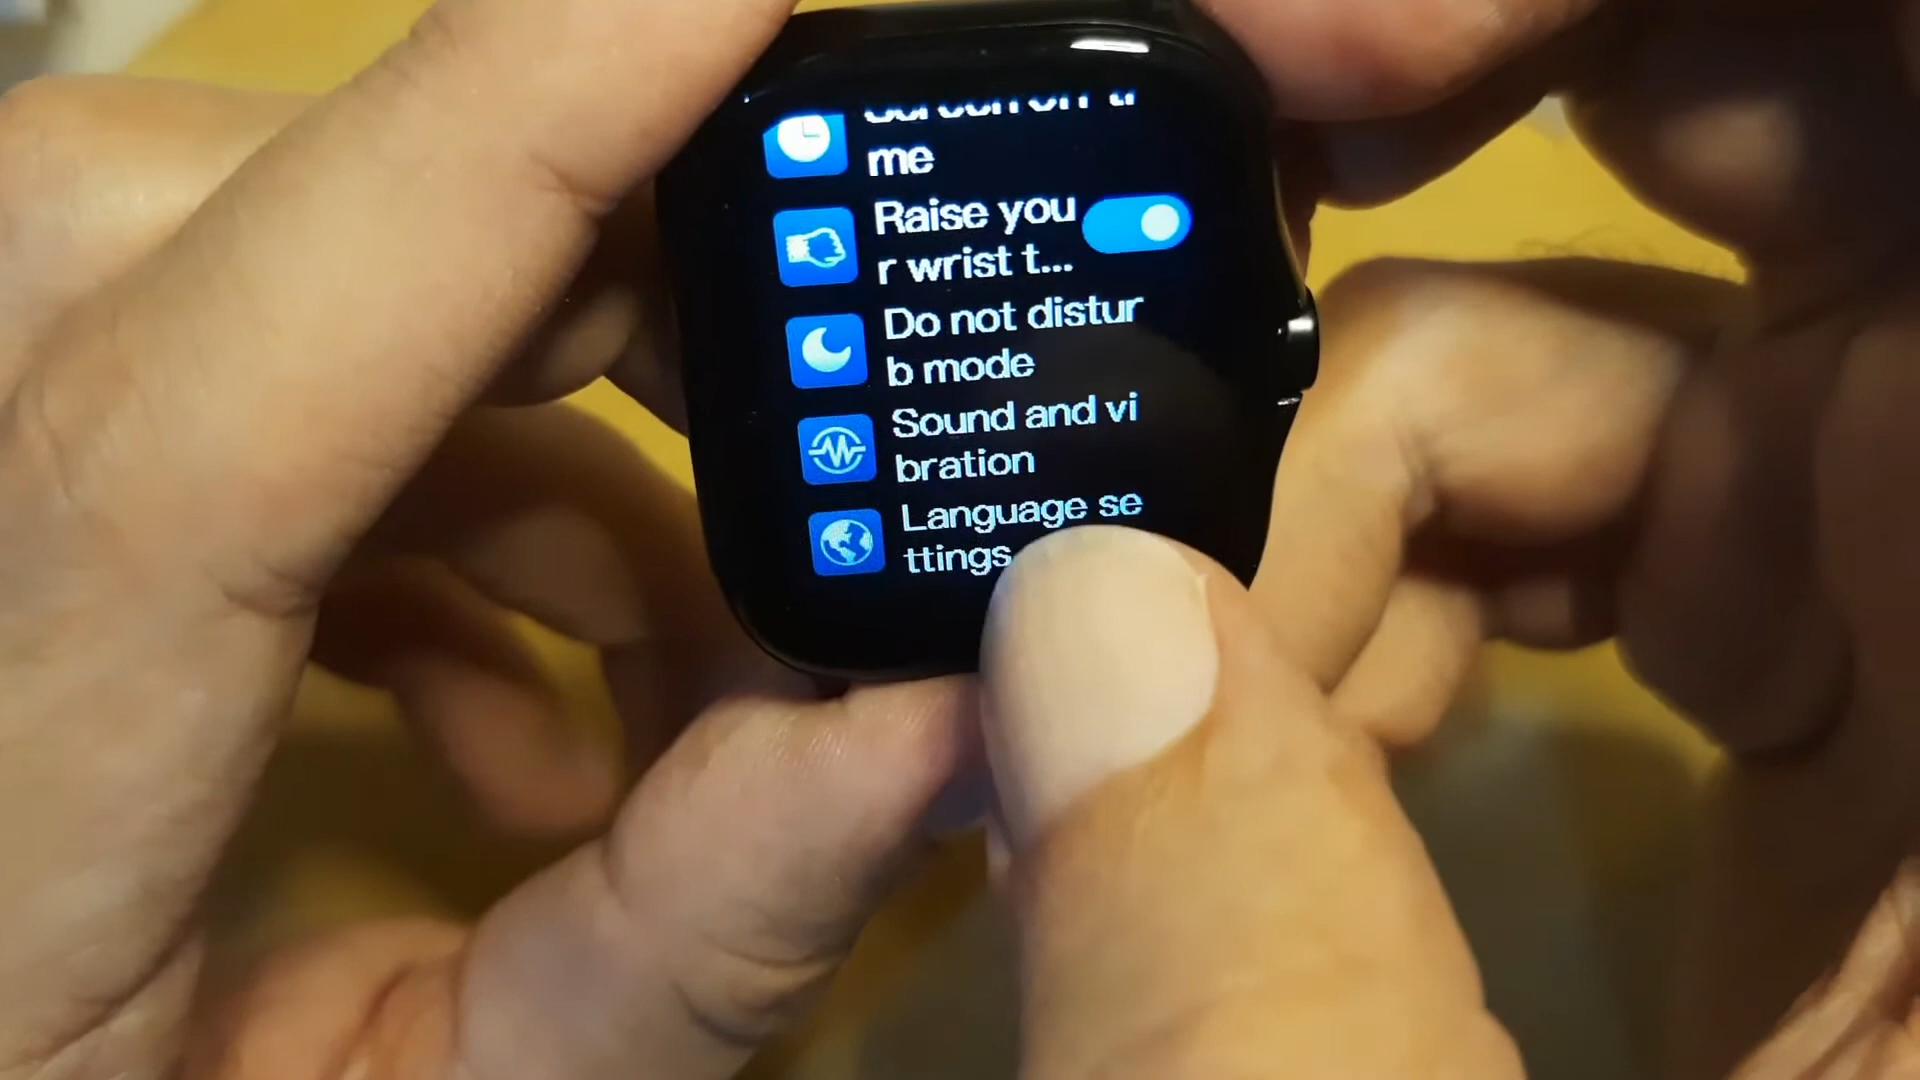 me
Raise you
r wrist t...
Do not distur
b mode
Sound and vi
bration
Language se
ttings